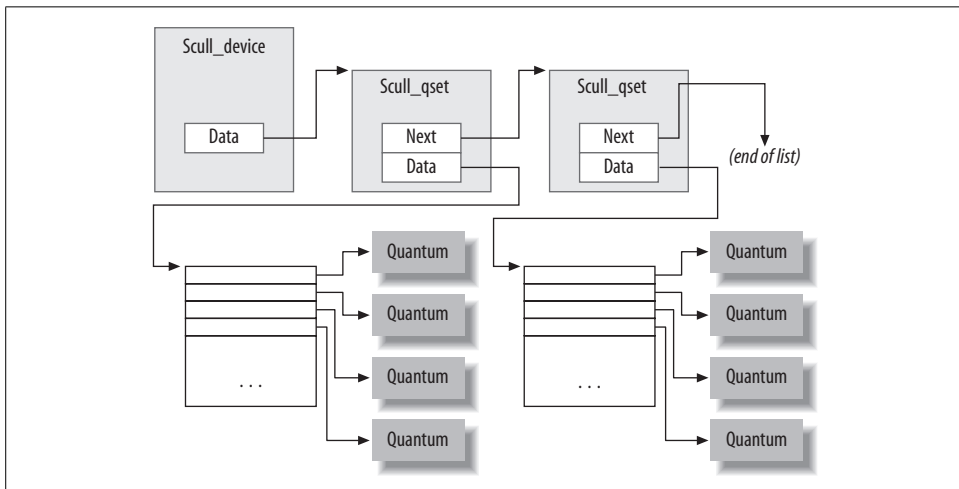 Scull_device
Data
Scull_qset
Next
Data
Scull_qset
Next
Data
(end of list)
Quantum
Quantum
Quantum
Quantum
. . .
Quantum
Quantum
Quantum
Quantum
. . .